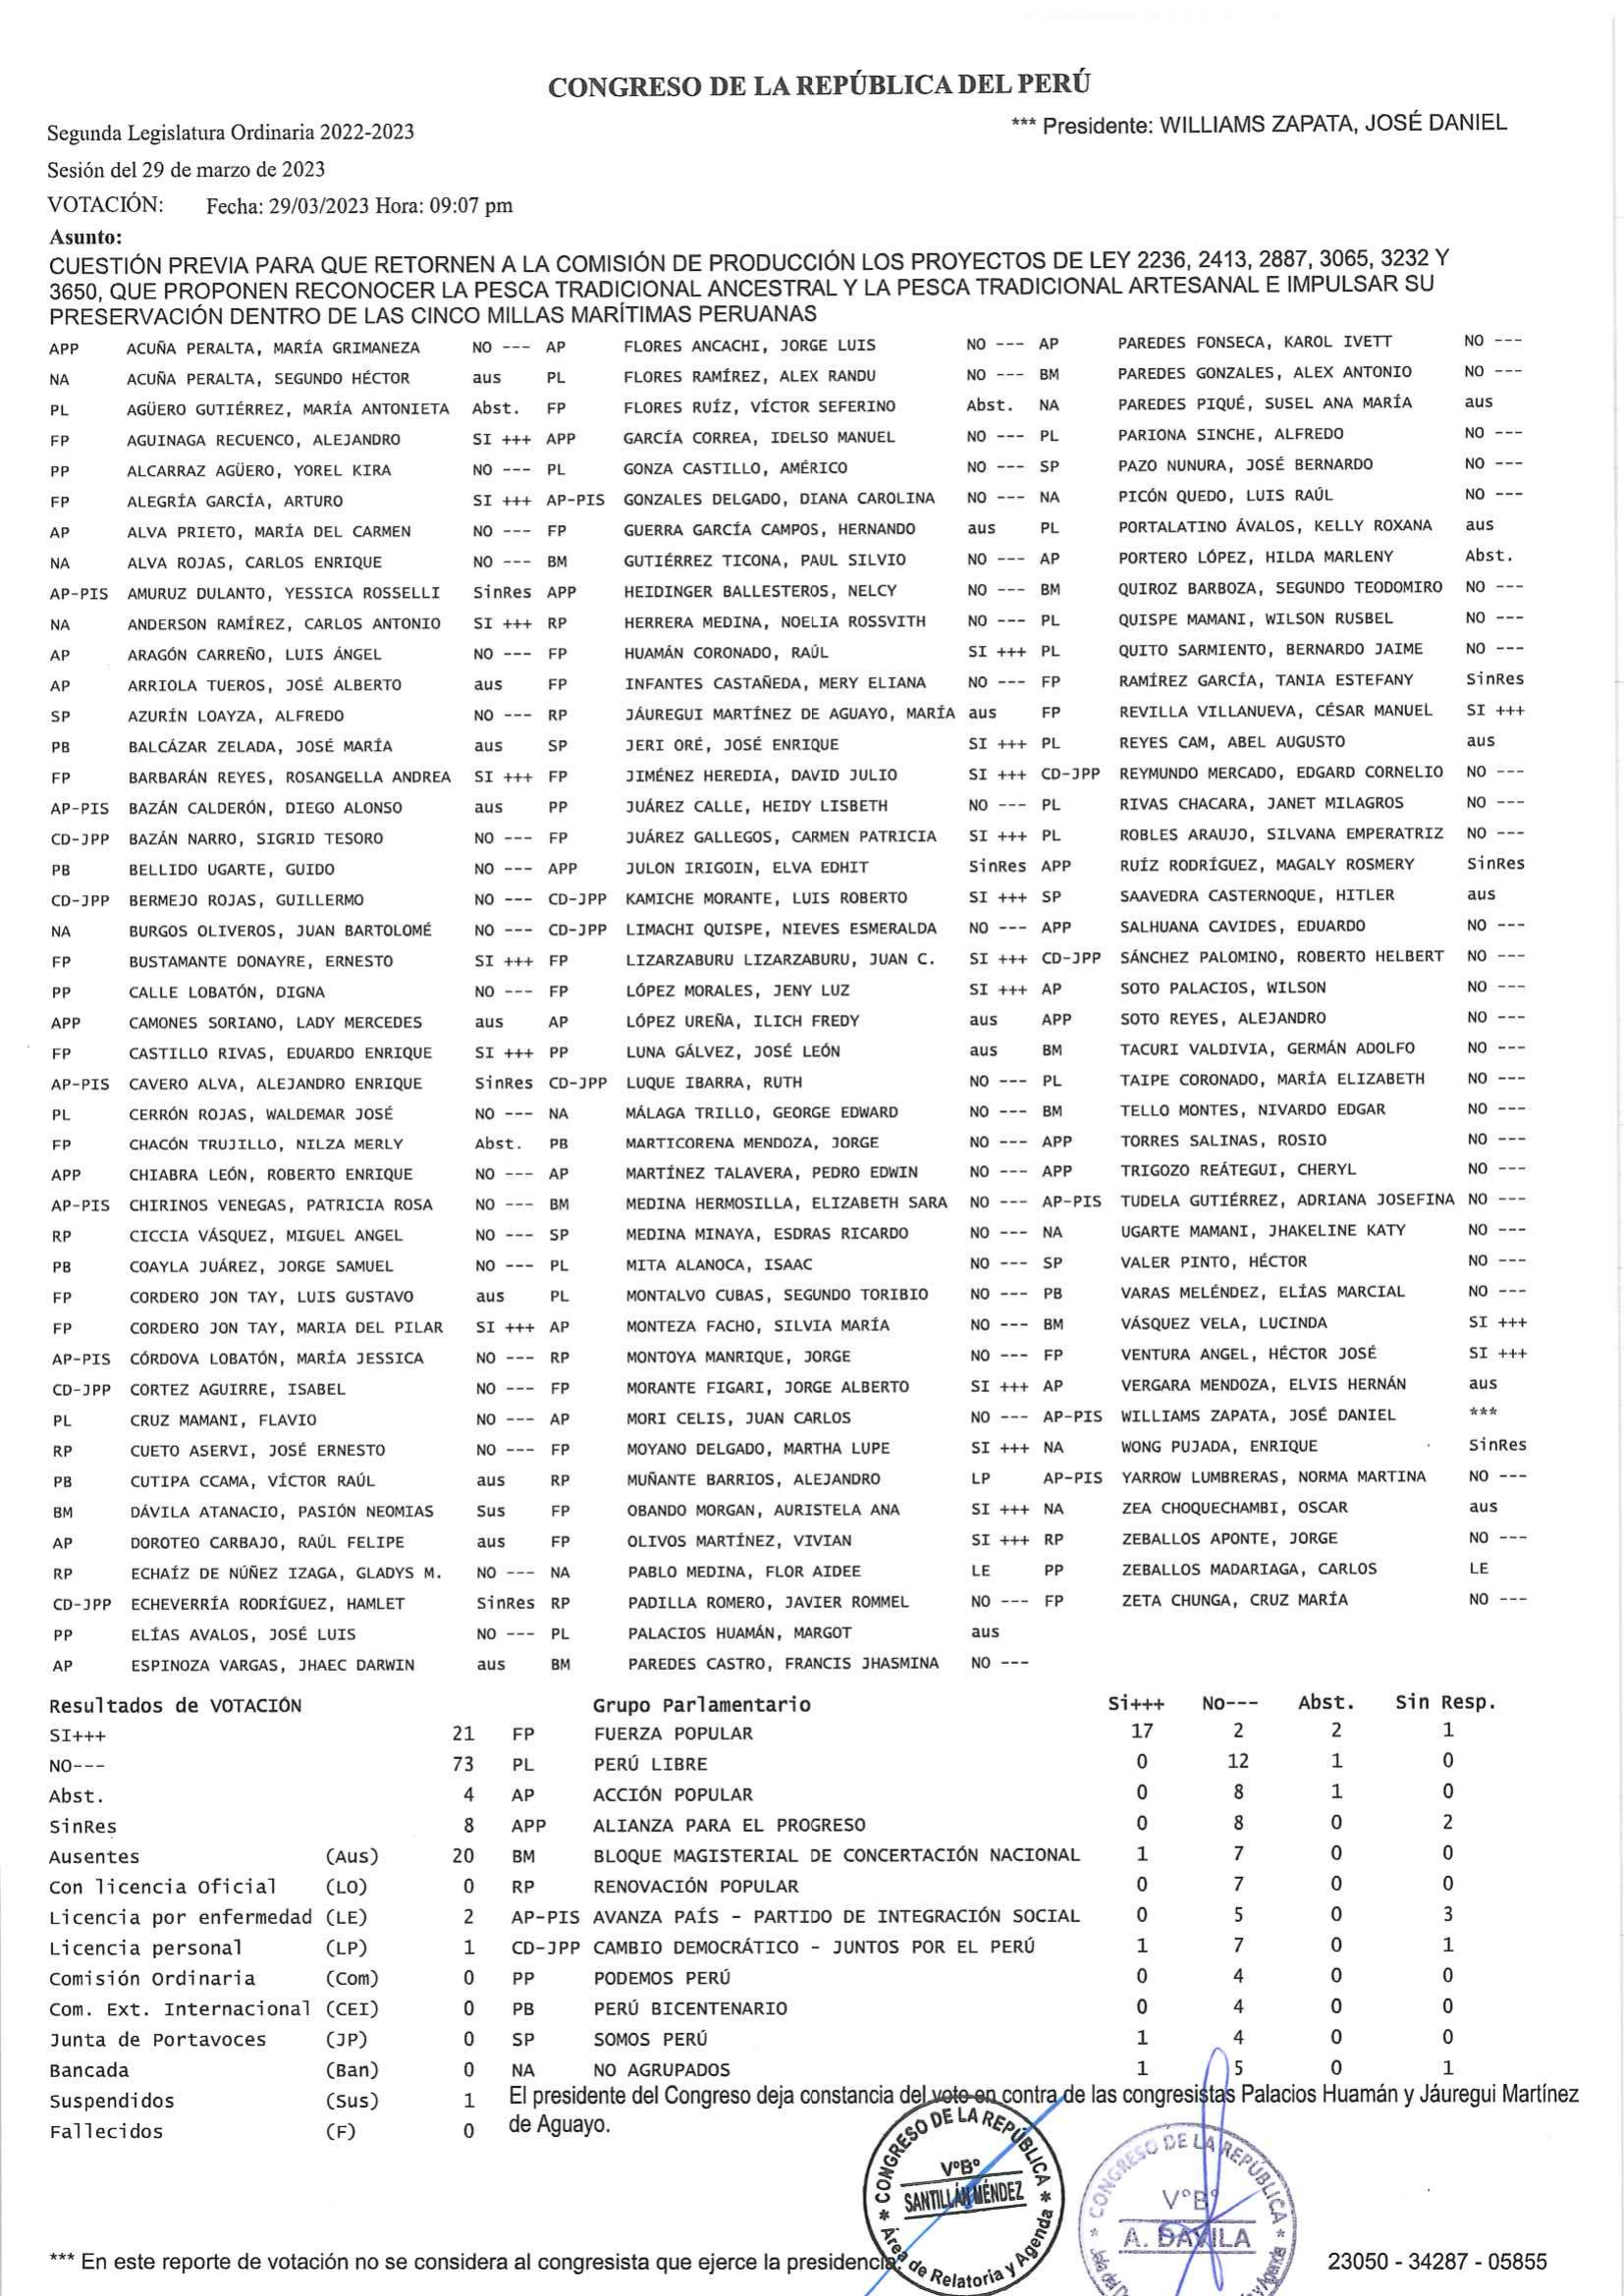 CONGRESO DE LA REPÚBLICA DEL PERÚ
Segunda Legislatura Ordinaria 2022-2023
*** Presidente: WILLIAMS ZAPATA, JOSÉ DANIEL
Sesión del 29 de marzo de 2023
VOTACIÓN: Fecha: 29/03/2023 Hora: 09:07 pm
Asunto:
CUESTIÓN PREVIA PARA QUE RETORNEN A LA COMISIÓN DE PRODUCCIÓN LOS PROYECTOS DE LEY 2236, 2413, 2887, 3065, 3232 Y
3650, QUE PROPONEN RECONOCER LA PESCA TRADICIONAL ANCESTRAL Y LA PESCA TRADICIONAL ARTESANAL E IMPULSAR SU
PRESERVACIÓN DENTRO DE LAS CINCO MILLAS MARÍTIMAS PERUANAS
APP ACUÑA PERALTA, MARÍA GRIMANEZA NO --- AP FLORES ANCACHI, JORGE LUIS NO --- AP PAREDES FONSECA, KAROL IVETT NO ---
NA ACUÑA PERALTA, SEGUNDO HÉCTOR aus PL FLORES RAMÍREZ, ALEX RANDU NO --- BM PAREDES GONZALES, ALEX ANTONIO NO ---
PL AGÜERO GUTIÉRREZ, MARÍA ANTONIETA Abst. FP FLORES RUÍZ, VÍCTOR SEFERINO Abst. NA PAREDES PIQUÉ, SUSEL ANA MARÍA aus
FP AGUINAGA RECUENCO, ALEJANDRO SI +++ APP GARCÍA CORREA, IDELSO MANUEL NO --- PL PARIONA SINCHE, ALFREDO NO ---
PP ALCARRAZ AGÜERO, YOREL KIRA NO --- PL GONZA CASTILLO, AMÉRICO NO --- SP PAZO NUNURA, JOSÉ BERNARDO NO ---
FP ALEGRÍA GARCÍA, ARTURO SI +++ AP-PIS GONZALES DELGADO, DIANA CAROLINA NO --- NA PICÓN QUEDO, LUIS RAÚL NO ---
AP ALVA PRIETO, MARÍA DEL CARMEN NO --- FP GUERRA GARCÍA CAMPOS, HERNANDO aus PL PORTALATINO ÁVALOS, KELLY ROXANA aus
NA ALVA ROJAS, CARLOS ENRIQUE NO --- BM GUTIÉRREZ TICONA, PAUL SILVIO NO --- AP PORTERO LÓPEZ, HILDA MARLENY Abst.
AP-PIS AMURUZ DULANTO, YESSICA ROSSELLI SinRes APP HEIDINGER BALLESTEROS, NELCY NO --- BM QUIROZ BARBOZA, SEGUNDO TEODOMIRO NO ---
NA ANDERSON RAMÍREZ, CARLOS ANTONIO SI +++ RP HERRERA MEDINA, NOELIA ROSSVITH NO --- PL QUISPE MAMANI, WILSON RUSBEL NO ---
AP ARAGÓN CARREÑO, LUIS ÁNGEL NO --- FP HUAMÁN CORONADO, RAÚL SI +++ PL QUITO SARMIENTO, BERNARDO JAIME NO ---
AP ARRIOLA TUEROS, JOSÉ ALBERTO aus FP INFANTES CASTAÑEDA, MERY ELIANA NO --- FP RAMÍREZ GARCÍA, TANIA ESTEFANY SinRes
SP AZURÍN LOAYZA, ALFREDO NO --- RP JÁUREGUI MARTÍNEZ DE AGUAYO, MARÍA aus FP REVILLA VILLANUEVA, CÉSAR MANUEL SI +++
PB BALCÁZAR ZELADA, JOSÉ MARÍA aus SP JERI ORÉ, JOSÉ ENRIQUE SI +++ PL REYES CAM, ABEL AUGUSTO aus
FP BARBARÁN REYES, ROSANGELLA ANDREA SI +++ FP JIMÉNEZ HEREDIA, DAVID JULIO SI +++ CD-JPP REYMUNDO MERCADO, EDGARD CORNELIO NO ---
AP-PIS BAZÁN CALDERÓN, DIEGO ALONSO aus PP JUÁREZ CALLE, HEIDY LISBETH NO --- PL RIVAS CHACARA, JANET MILAGROS NO ---
CD-JPP BAZÁN NARRO, SIGRID TESORO NO --- FP JUÁREZ GALLEGOS, CARMEN PATRICIA SI +++ PL ROBLES ARAUJO, SILVANA EMPERATRIZ NO ---
PB BELLIDO UGARTE, GUIDO NO --- APP JULON IRIGOIN, ELVA EDHIT SinRes APP RUÍZ RODRÍGUEZ, MAGALY ROSMERY SinRes
CD-JPP BERMEJO ROJAS, GUILLERMO NO --- CD-JPP KAMICHE MORANTE, LUIS ROBERTO SI +++ SP SAAVEDRA CASTERNOQUE, HITLER aus
NA BURGOS OLIVEROS, JUAN BARTOLOMÉ NO --- CD-JPP LIMACHI QUISPE, NIEVES ESMERALDA NO --- APP SALHUANA CAVIDES, EDUARDO NO ---
FP BUSTAMANTE DONAYRE, ERNESTO SI +++ FP LIZARZABURU LIZARZABURU, JUAN C. SI +++ CD-JPP SÁNCHEZ PALOMINO, ROBERTO HELBERT NO ---
PP CALLE LOBATÓN, DIGNA NO --- FP LÓPEZ MORALES, JENY LUZ SI +++ AP SOTO PALACIOS, WILSON NO ---
APP CAMONES SORIANO, LADY MERCEDES aus AP LÓPEZ UREÑA, ILICH FREDY aus APP SOTO REYES, ALEJANDRO NO ---
FP CASTILLO RIVAS, EDUARDO ENRIQUE SI +++ PP LUNA GÁLVEZ, JOSÉ LEÓN aus BM TACURI VALDIVIA, GERMÁN ADOLFO NO ---
AP-PIS CAVERO ALVA, ALEJANDRO ENRIQUE SinRes CD-JPP LUQUE IBARRA, RUTH NO --- PL TAIPE CORONADO, MARÍA ELIZABETH NO ---
PL CERRÓN ROJAS, WALDEMAR JOSÉ NO --- NA MÁLAGA TRILLO, GEORGE EDWARD NO --- BM TELLO MONTES, NIVARDO EDGAR NO ---
FP CHACÓN TRUJILLO, NILZA MERLY Abst. PB MARTICORENA MENDOZA, JORGE NO --- APP TORRES SALINAS, ROSIO NO ---
APP CHIABRA LEÓN, ROBERTO ENRIQUE NO --- AP MARTÍNEZ TALAVERA, PEDRO EDWIN NO --- APP TRIGOZO REÁTEGUI, CHERYL NO ---
AP-PIS CHIRINOS VENEGAS, PATRICIA ROSA NO --- BM MEDINA HERMOSILLA, ELIZABETH SARA NO --- AP-PIS TUDELA GUTIÉRREZ, ADRIANA JOSEFINA NO ---
RP CICCIA VÁSQUEZ, MIGUEL ANGEL NO --- SP MEDINA MINAYA, ESDRAS RICARDO NO --- NA UGARTE MAMANI, JHAKELINE KATY NO ---
PB COAYLA JUÁREZ, JORGE SAMUEL NO --- PL MITA ALANOCA, ISAAC NO --- SP VALER PINTO, HÉCTOR NO ---
FP CORDERO JON TAY, LUIS GUSTAVO aus PL MONTALVO CUBAS, SEGUNDO TORIBIO NO --- PB VARAS MELÉNDEZ, ELÍAS MARCIAL NO ---
FP CORDERO JON TAY, MARIA DEL PILAR SI +++ AP MONTEZA FACHO, SILVIA MARÍA NO --- BM VÁSQUEZ VELA, LUCINDA SI +++
AP-PIS CÓRDOVA LOBATÓN, MARÍA JESSICA NO --- RP MONTOYA MANRIQUE, JORGE NO --- FP VENTURA ANGEL, HÉCTOR JOSÉ SI +++
CD-JPP CORTEZ AGUIRRE, ISABEL NO --- FP MORANTE FIGARI, JORGE ALBERTO SI +++ AP VERGARA MENDOZA, ELVIS HERNÁN aus
PL CRUZ MAMANI, FLAVIO NO --- AP MORI CELIS, JUAN CARLOS NO --- AP-PIS WILLIAMS ZAPATA, JOSÉ DANIEL ***
RP CUETO ASERVI, JOSÉ ERNESTO NO --- FP MOYANO DELGADO, MARTHA LUPE SI +++ NA WONG PUJADA, ENRIQUE SinRes
PB CUTIPA CCAMA, VÍCTOR RAÚL aus RP MUÑANTE BARRIOS, ALEJANDRO LP AP-PIS YARROW LUMBRERAS, NORMA MARTINA NO ---
BM DÁVILA ATANACIO, PASIÓN NEOMIAS Sus FP OBANDO MORGAN, AURISTELA ANA SI +++ NA ZEA CHOQUECHAMBI, OSCAR aus
AP DOROTEO CARBAJO, RAÚL FELIPE aus FP OLIVOS MARTÍNEZ, VIVIAN SI +++ RP ZEBALLOS APONTE, JORGE NO ---
RP ECHAÍZ DE NÚÑEZ IZAGA, GLADYS M. NO --- NA PABLO MEDINA, FLOR AIDEE LE PP ZEBALLOS MADARIAGA, CARLOS LE
CD-JPP ECHEVERRÍA RODRÍGUEZ, HAMLET SinRes RP PADILLA ROMERO, JAVIER ROMMEL NO --- FP ZETA CHUNGA, CRUZ MARÍA NO ---
PP ELÍAS AVALOS, JOSÉ LUIS NO --- PL PALACIOS HUAMÁN, MARGOT aus
AP ESPINOZA VARGAS, JHAEC DARWIN aus BM PAREDES CASTRO, FRANCIS JHASMINA NO ---
Resultados de VOTACIÓN Grupo Parlamentario Si+++ No--- Abst. Sin Resp.
SI+++ 21 FP FUERZA POPULAR 17 2 2 1
NO--- 73 PL PERÚ LIBRE 0 12 1 0
Abst. 4 AP ACCIÓN POPULAR 0 8 1 0
SinRes 8 APP ALIANZA PARA EL PROGRESO 0 8 0 2
Ausentes (Aus) 20 BM BLOQUE MAGISTERIAL DE CONCERTACIÓN NACIONAL 1 7 0 0
Con licencia Oficial (LO) 0 RP RENOVACIÓN POPULAR 0 7 0 0
Licencia por enfermedad (LE) 2 AP-PIS AVANZA PAÍS - PARTIDO DE INTEGRACIÓN SOCIAL 0 5 0 3
Licencia personal (LP) 1 CD-JPP CAMBIO DEMOCRÁTICO - JUNTOS POR EL PERÚ 1 7 0 1
Comisión Ordinaria (Com) 0 PP PODEMOS PERÚ 0 4 0 0
Com. Ext. Internacional (CEI) 0 PB PERÚ BICENTENARIO 0 4 0 0
Junta de Portavoces (JP) 0 SP SOMOS PERÚ 1 4 0 0
Bancada (Ban) 0 NA NO AGRUPADOS 1 5 0 1
Suspendidos (Sus) 1 El presidente del Congreso deja constancia del voto en contra de las congresistas Palacios Huamán y Jáuregui Martínez
Fallecidos (F) 0 de Aguayo.
* CONGRESO DE LA REPÚBLICA *
V°B°
SANTILLÁN MÉNDEZ
Área de Relatoría y Agenda
* CONGRESO DE LA REPÚBLICA *
V°B°
A. DAVILA
*** En este reporte de votación no se considera al congresista que ejerce la presidencia.
23050 - 34287 - 05855